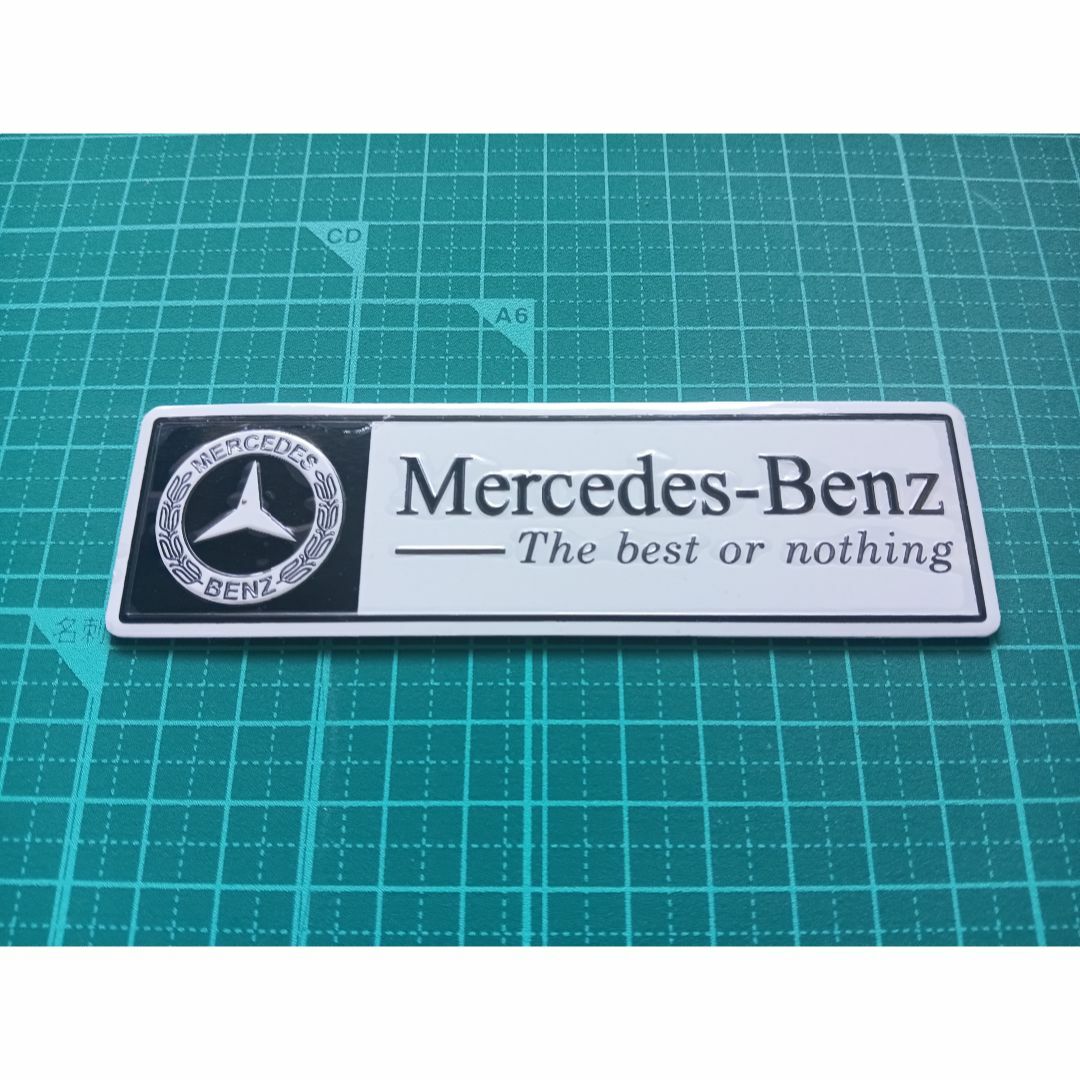 CD
A6
MERCEDES
BENZ
Mercedes-Benz
The best or nothing
名刺